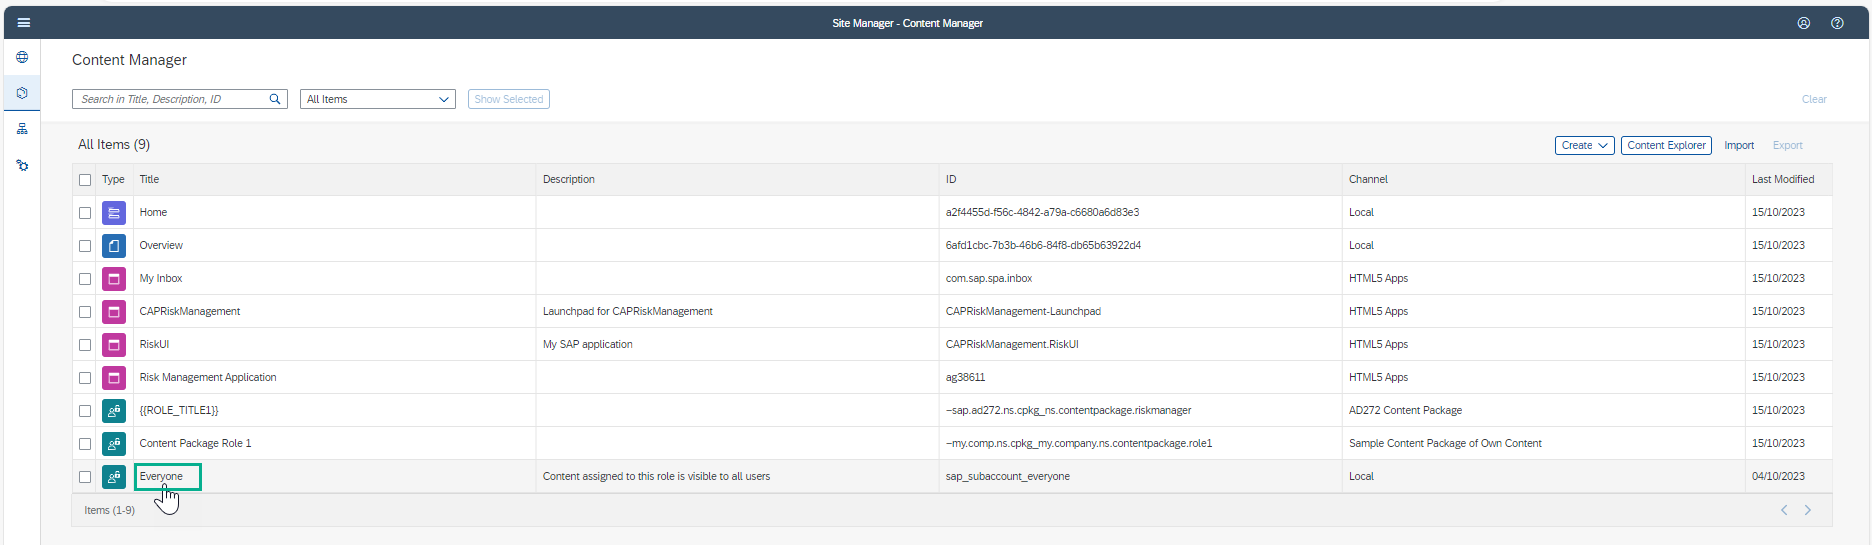 Site Manager - Content Manager
Content Manager
Search in Title, Description, ID All Items Show Selected Clear
All Items (9) Create Content Explorer Import Export
Type Title Description ID Channel Last Modified
Home a2f4455d-f56c-4842-a79a-c6680a6d83e3 Local 15/10/2023
Overview 6afd1cbc-7b3b-46b6-84f8-db65b63922d4 Local 15/10/2023
My Inbox com.sap.spa.inbox HTML5 Apps 15/10/2023
CAPRiskManagement Launchpad for CAPRiskManagement CAPRiskManagement-Launchpad HTML5 Apps 15/10/2023
RiskUI My SAP application CAPRiskManagement.RiskUI HTML5 Apps 15/10/2023
Risk Management Application ag38611 HTML5 Apps 15/10/2023
{{ROLE_TITLE1}} ~sap.ad272.ns.cpkg_ns.contentpackage.riskmanager AD272 Content Package 15/10/2023
Content Package Role 1 ~my.comp.ns.cpkg_my.company.ns.contentpackage.role1 Sample Content Package of Own Content 15/10/2023
Everyone Content assigned to this role is visible to all users sap_subaccount_everyone Local 04/10/2023
Items (1-9)